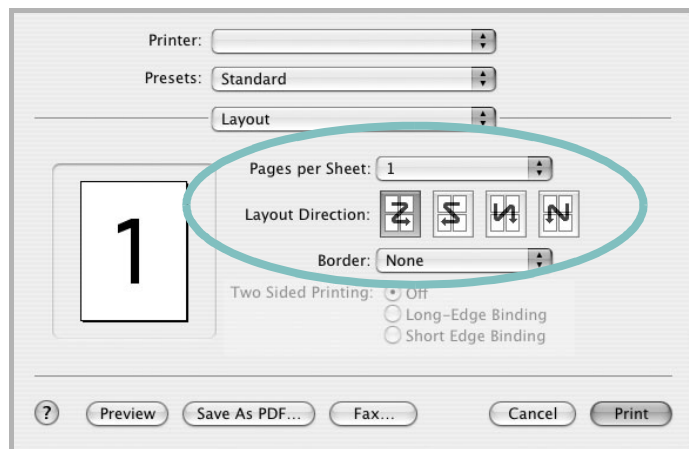 Printer:
Presets: Standard
Layout
Pages per Sheet: 1
Layout Direction:
Border: None
Two Sided Printing: Off
Long-Edge Binding
Short Edge Binding
1
? Preview Save As PDF... Fax... Cancel Print